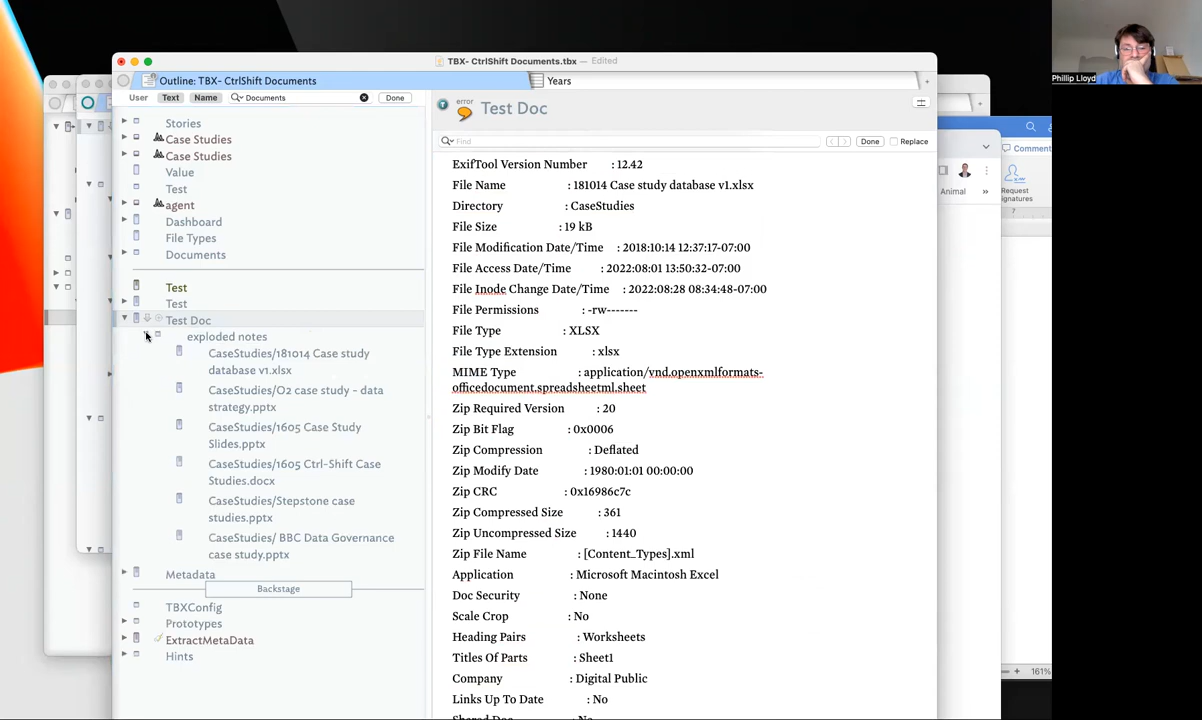 TBX- CtrlShift Documents.tbx — Edited
Outline: TBX- CtrlShift Documents
Years
User Text Name Documents Done
Stories
Case Studies
Case Studies
Value
Test
agent
Dashboard
File Types
Documents
Test
Test
Test Doc
exploded notes
CaseStudies/181014 Case study
database v1.xlsx
CaseStudies/O2 case study - data
strategy.pptx
CaseStudies/1605 Case Study
Slides.pptx
CaseStudies/1605 Ctrl-Shift Case
Studies.docx
CaseStudies/Stepstone case
studies.pptx
CaseStudies/ BBC Data Governance
case study.pptx
Metadata
Backstage
TBXConfig
Prototypes
ExtractMetaData
Hints
error
Test Doc
Find Done Replace
ExifTool Version Number : 12.42
File Name : 181014 Case study database v1.xlsx
Directory : CaseStudies
File Size : 19 kB
File Modification Date/Time : 2018:10:14 12:37:17-07:00
File Access Date/Time : 2022:08:01 13:50:32-07:00
File Inode Change Date/Time : 2022:08:28 08:34:48-07:00
File Permissions : -rw-------
File Type : XLSX
File Type Extension : xlsx
MIME Type : application/vnd.openxmlformats-
officedocument.spreadsheetml.sheet
Zip Required Version : 20
Zip Bit Flag : 0x0006
Zip Compression : Deflated
Zip Modify Date : 1980:01:01 00:00:00
Zip CRC : 0x16986c7c
Zip Compressed Size : 361
Zip Uncompressed Size : 1440
Zip File Name : [Content_Types].xml
Application : Microsoft Macintosh Excel
Doc Security : None
Scale Crop : No
Heading Pairs : Worksheets
Titles Of Parts : Sheet1
Company : Digital Public
Links Up To Date : No
Shared Doc : No
Comment
Animal
Request
7
161%
Phillip Lloyd